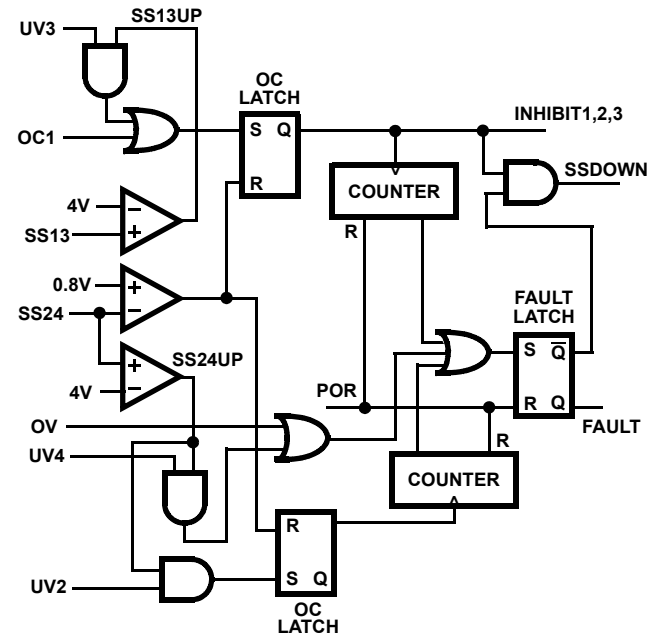 SS13UP
UV3
OC
LATCH
INHIBIT1,2,3
S Q
OC1
R
SSDOWN
COUNTER
4V
−
SS13
+
R
0.8V
+
SS24
−
FAULT
LATCH
SS24UP
+
S Q̅
4V
−
POR
R Q
FAULT
OV
R
UV4
COUNTER
R
S Q
UV2
OC
LATCH